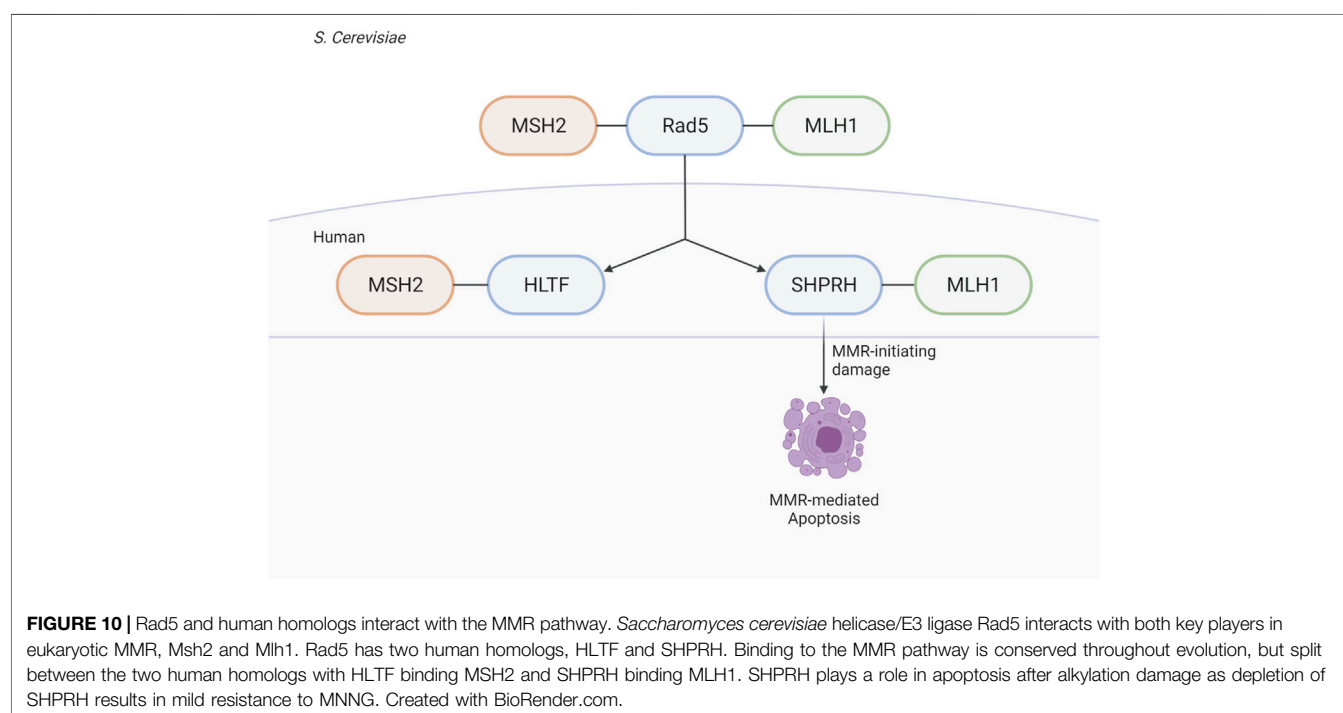 S. Cerevisiae
MSH2
Rad5
MLH1
Human
MSH2
HLTF
SHPRH
MLH1
MMR-initiating
damage
MMR-mediated
Apoptosis
FIGURE 10 | Rad5 and human homologs interact with the MMR pathway. Saccharomyces cerevisiae helicase/E3 ligase Rad5 interacts with both key players in
eukaryotic MMR, Msh2 and Mlh1. Rad5 has two human homologs, HLTF and SHPRH. Binding to the MMR pathway is conserved throughout evolution, but split
between the two human homologs with HLTF binding MSH2 and SHPRH binding MLH1. SHPRH plays a role in apoptosis after alkylation damage as depletion of
SHPRH results in mild resistance to MNNG. Created with BioRender.com.